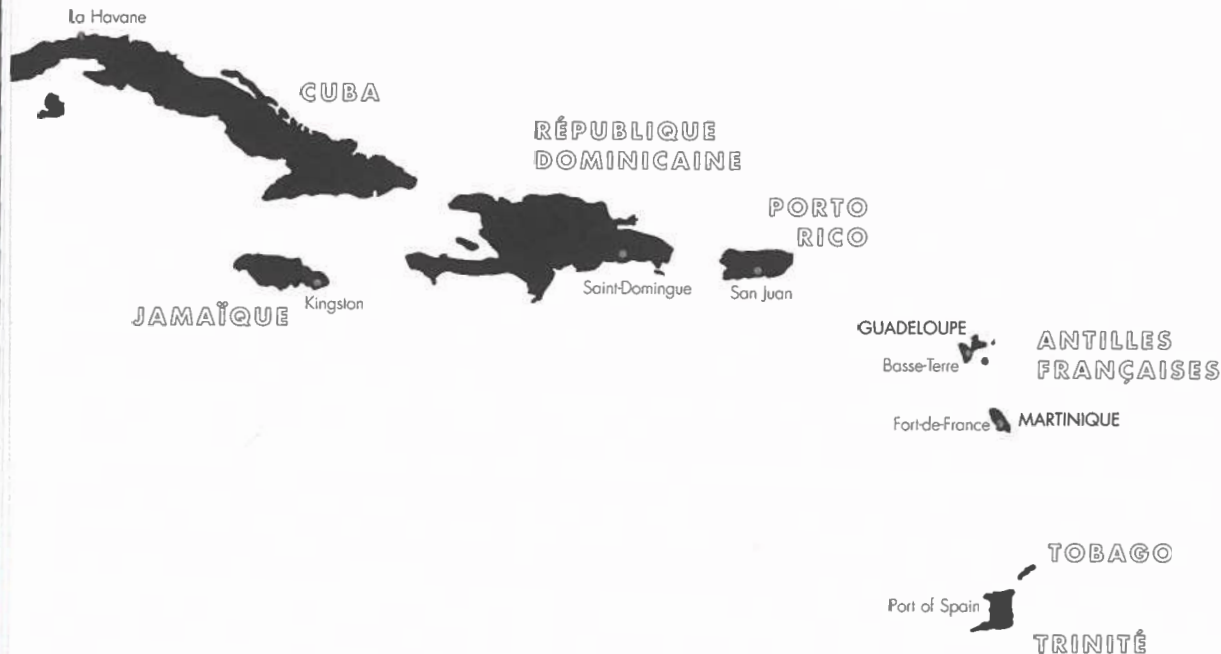 La Havane
CUBA
RÉPUBLIQUE
DOMINICAINE
PORTO
RICO
Saint-Domingue
San Juan
Kingston
JAMAÏQUE
GUADELOUPE
Basse-Terre
ANTILLES
FRANÇAISES
Fort-de-France
MARTINIQUE
TOBAGO
Port of Spain
TRINITÉ